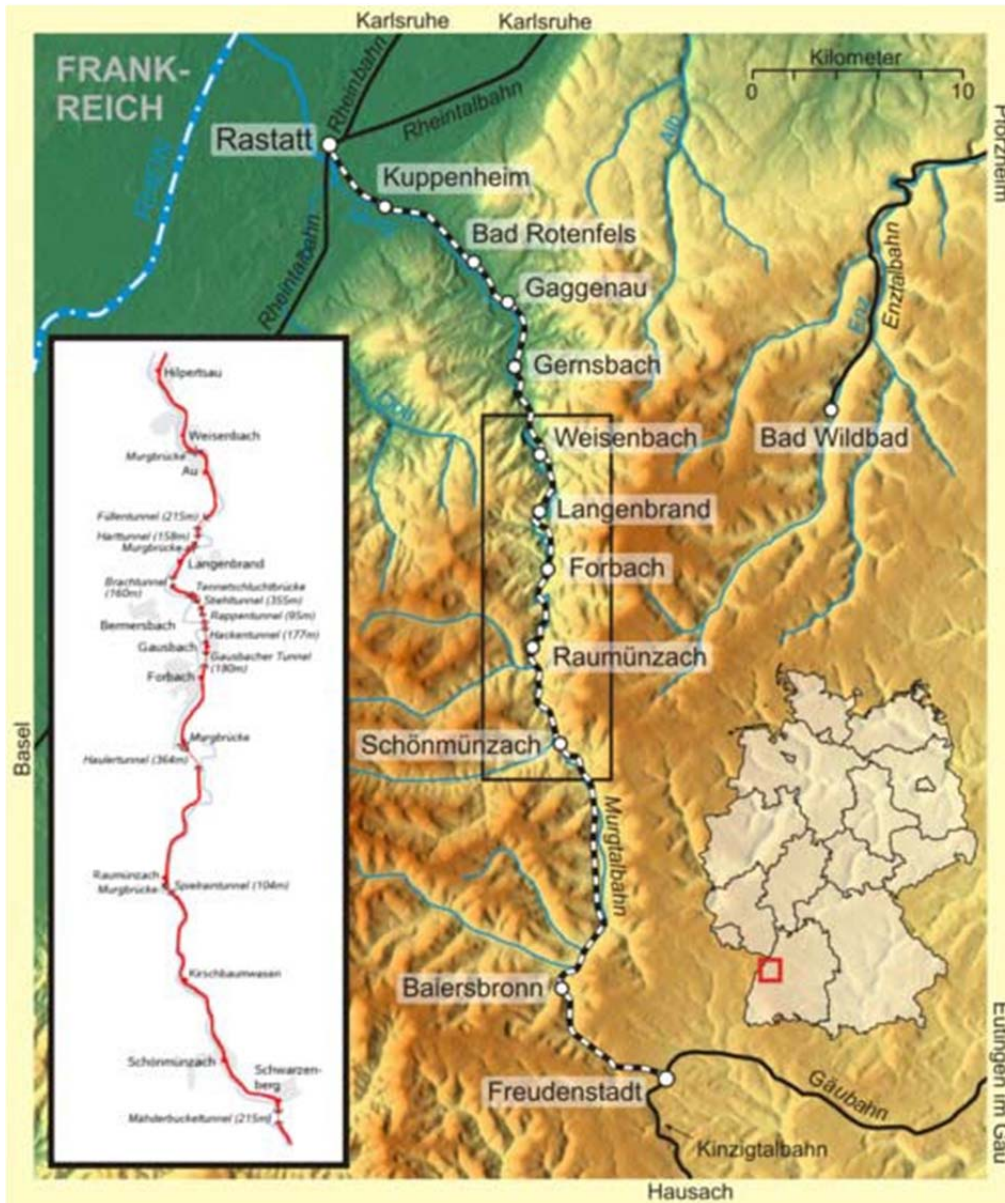 Karlsruhe
Karlsruhe
FRANK-
REICH
Kilometer
0
10
Rheinbahn
Rheintalbahn
Rastatt
Alb
Pforzheim
Kuppenheim
Rhein
Bad Rotenfels
Rheintalbahn
Gaggenau
Enz
Enztalbahn
Gernsbach
Weisenbach
Bad Wildbad
Langenbrand
Forbach
Raumünzach
Schönmünzach
Basel
Murgtalbahn
Baiersbronn
Freudenstadt
Gäubahn
Eutingen im Gäu
Kinzigtalbahn
Hausach
Hilpertsau
Weisenbach
Murgbrücke
Au
Füllentunnel (215m)
Harttunnel (158m)
Murgbrücke
Langenbrand
Brachtunnel
(160m)
Tennetschluchtbrücke
Stiehltunnel (355m)
Rappentunnel (95m)
Bermersbach
Hackentunnel (177m)
Gausbach
Gausbacher Tunnel
(180m)
Forbach
Murgbrücke
Haulertunnel (364m)
Raumünzach
Murgbrücke
Spielraintunnel (104m)
Kirschbaumwasen
Schönmünzach
Schwarzen-
berg
Mähderbuckeltunnel (215m)